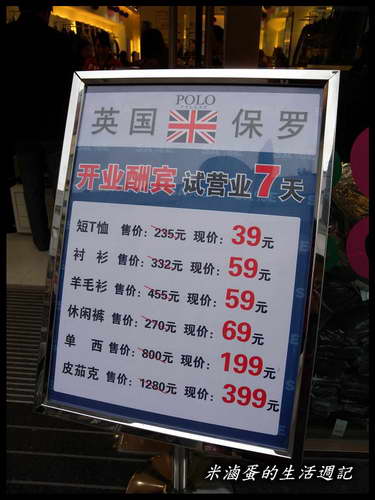 POLO
英国 保罗
开业酬宾 试营业7天
短T恤 售价：235元 现价：39元
衬衫 售价：332元 现价：59元
羊毛衫 售价：455元 现价：59元
休闲裤 售价：270元 现价：69元
单西 售价：800元 现价：199元
皮茄克 售价：1280元 现价：399元
米滷蛋的生活週記